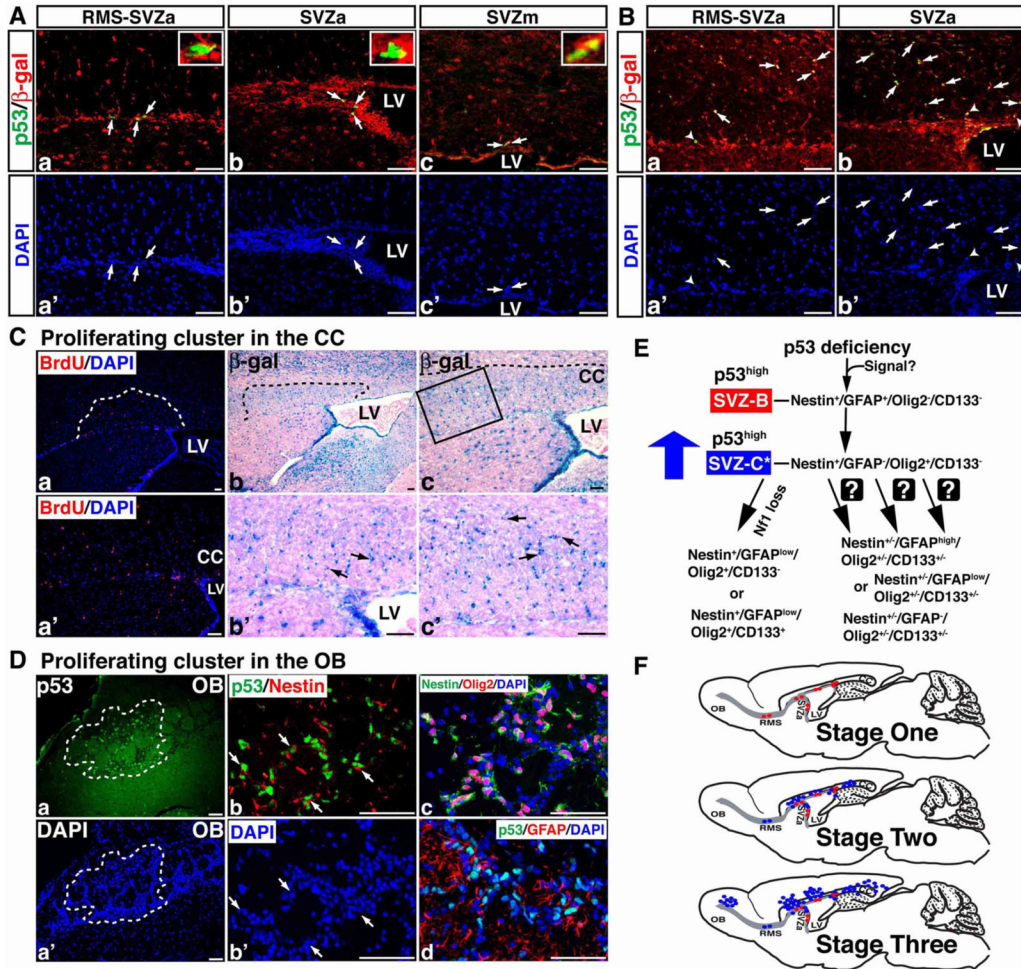 A
RMS-SVZa
SVZa
SVZm
p53/β-gal
a
b
LV
c
LV
DAPI
a'
b'
LV
c'
LV
B
RMS-SVZa
SVZa
p53/β-gal
a
b
LV
DAPI
a'
b'
LV
C Proliferating cluster in the CC
BrdU/DAPI
LV
a
β-gal
LV
b
β-gal
CC
LV
c
BrdU/DAPI
CC
LV
a'
LV
b'
c'
D Proliferating cluster in the OB
p53
OB
a
p53/Nestin
b
Nestin/Olig2/DAPI
c
DAPI
OB
a'
DAPI
b'
p53/GFAP/DAPI
d
E
p53 deficiency
Signal?
p53high
SVZ-B
Nestin+/GFAP+/Olig2-/CD133-
p53high
SVZ-C*
Nestin+/GFAP-/Olig2+/CD133-
Nf1 loss
? ? ?
Nestin+/GFAPlow/
Olig2+/CD133-
or
Nestin+/GFAPlow/
Olig2+/CD133+
Nestin+/-/GFAPhigh/
Olig2+/-/CD133+/-
or Nestin+/-/GFAPlow/
Olig2+/-/CD133+/-
Nestin+/-/GFAP-/
Olig2+/-/CD133+/-
F
OB
RMS
SVZa
LV
Stage One
OB
RMS
SVZa
LV
Stage Two
OB
RMS
SVZa
LV
Stage Three